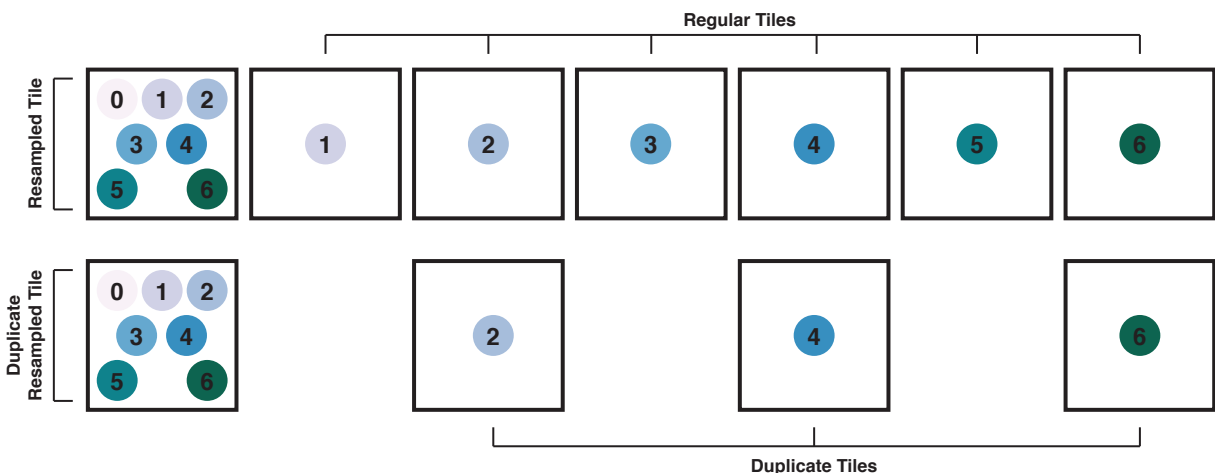 Regular Tiles
Resampled Tile
0 1 2
3 4
5 6
1
2
3
4
5
6
Duplicate
Resampled Tile
0 1 2
3 4
5 6
2
4
6
Duplicate Tiles